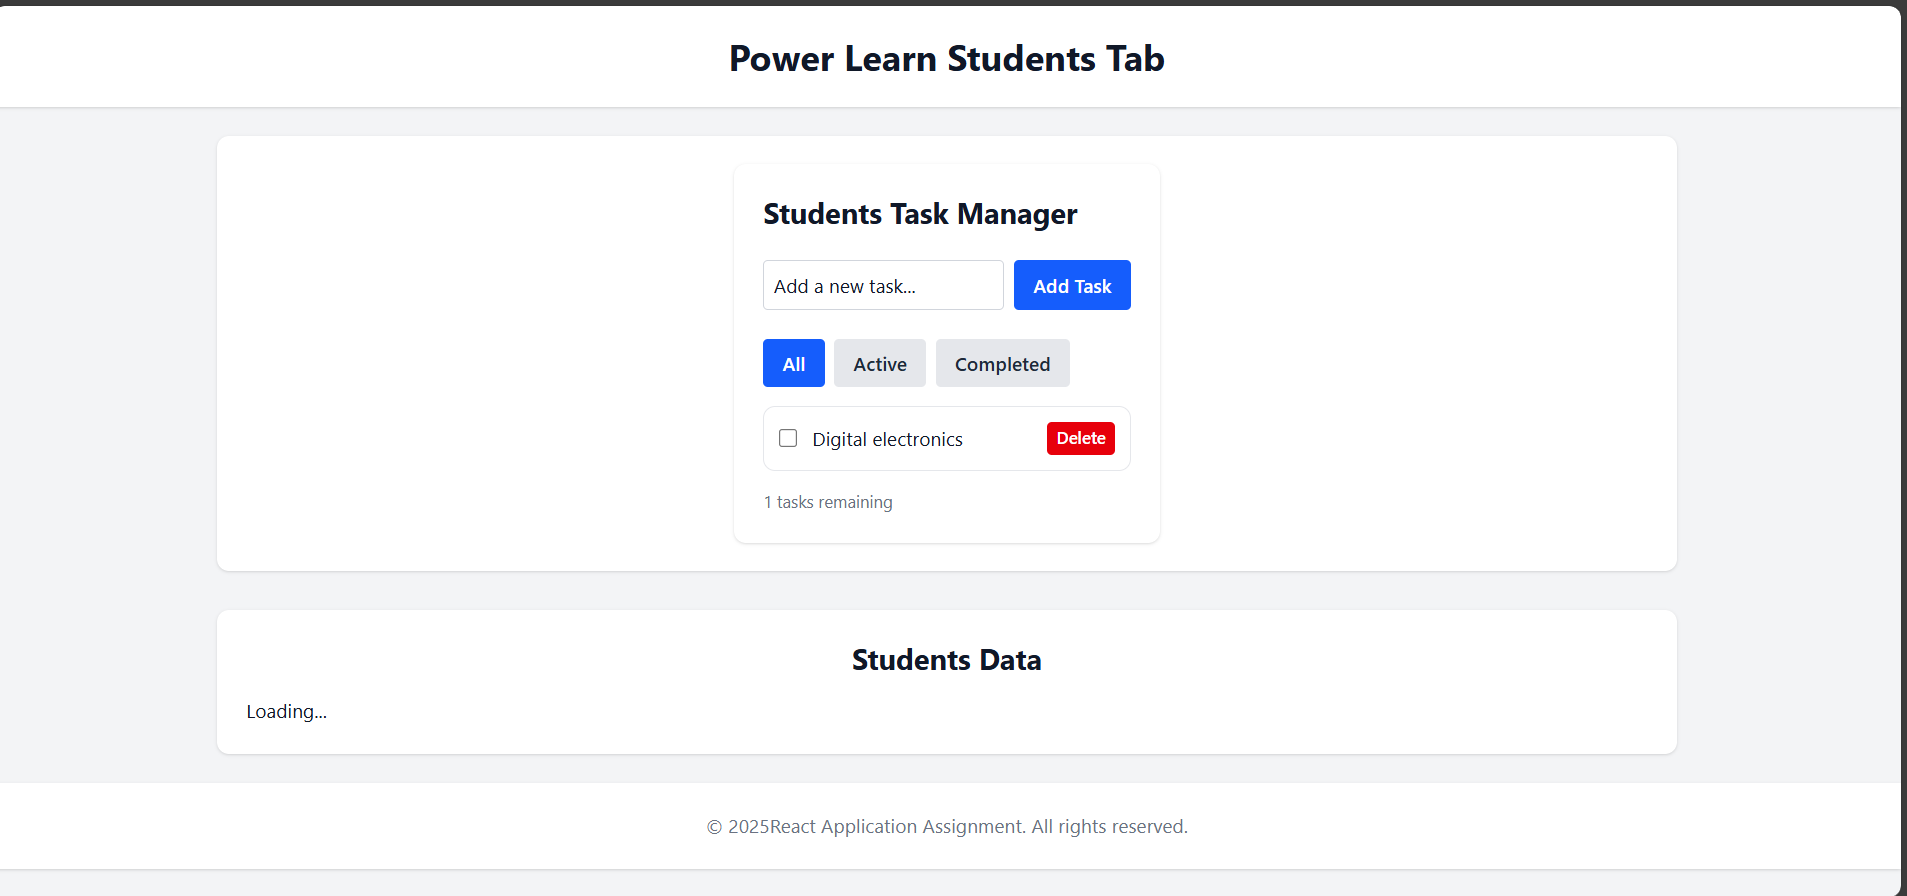 Power Learn Students Tab
Students Task Manager
Add a new task...
Add Task
All
Active
Completed
Digital electronics
Delete
1 tasks remaining
Students Data
Loading...
© 2025React Application Assignment. All rights reserved.